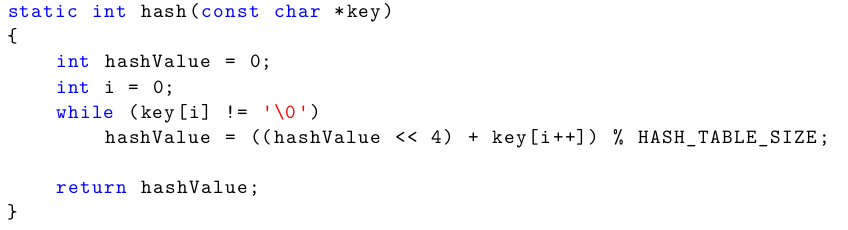 static int hash(const char *key)
{
    int hashValue = 0;
    int i = 0;
    while (key[i] != '\0')
        hashValue = ((hashValue << 4) + key[i++]) % HASH_TABLE_SIZE;

    return hashValue;
}